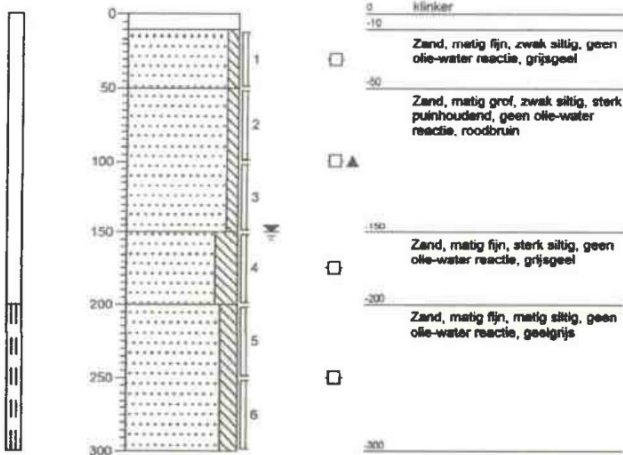 0
50
100
150
200
250
300
1
2
3
4
5
6
0 klinker
-10
Zand, matig fijn, zwak siltig, geen
olie-water reactie, grijsgeel
-50
Zand, matig grof, zwak siltig, sterk
puinhoudend, geen olie-water
reactie, roodbruin
-150
Zand, matig fijn, sterk siltig, geen
olie-water reactie, grijsgeel
-200
Zand, matig fijn, matig siltig, geen
olie-water reactie, geelgrijs
-300